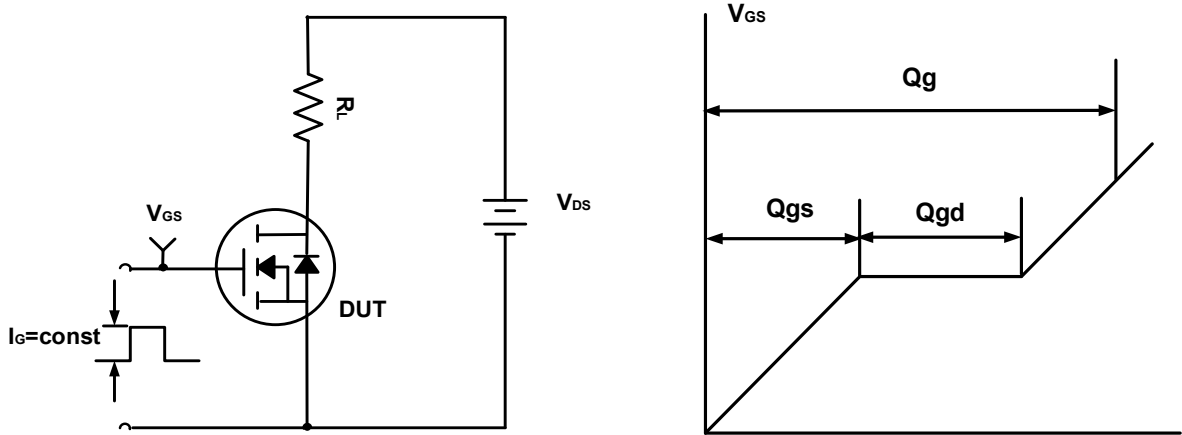 RL
VGS
VDS
DUT
IG=const
VGS
Qg
Qgs
Qgd